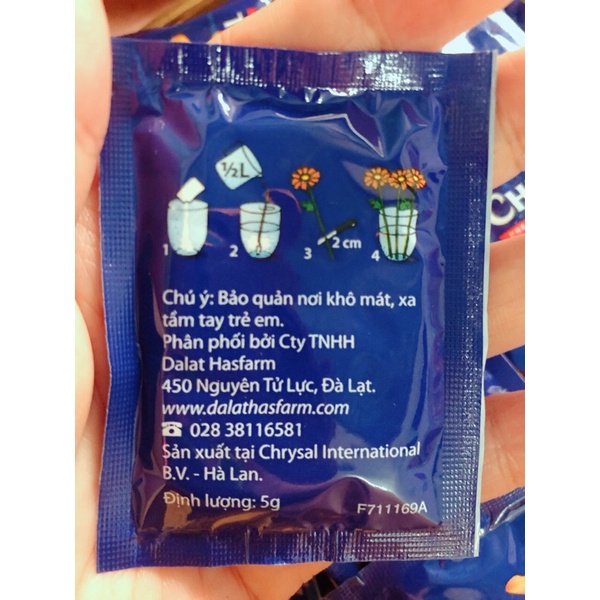 ½L
1 2 3 2 cm 4
Chú ý: Bảo quản nơi khô mát, xa
tầm tay trẻ em.
Phân phối bởi Cty TNHH
Dalat Hasfarm
450 Nguyên Tử Lực, Đà Lạt.
www.dalathasfarm.com
☎ 028 38116581
Sản xuất tại Chrysal International
B.V. - Hà Lan.
Định lượng: 5g
F711169A
CH